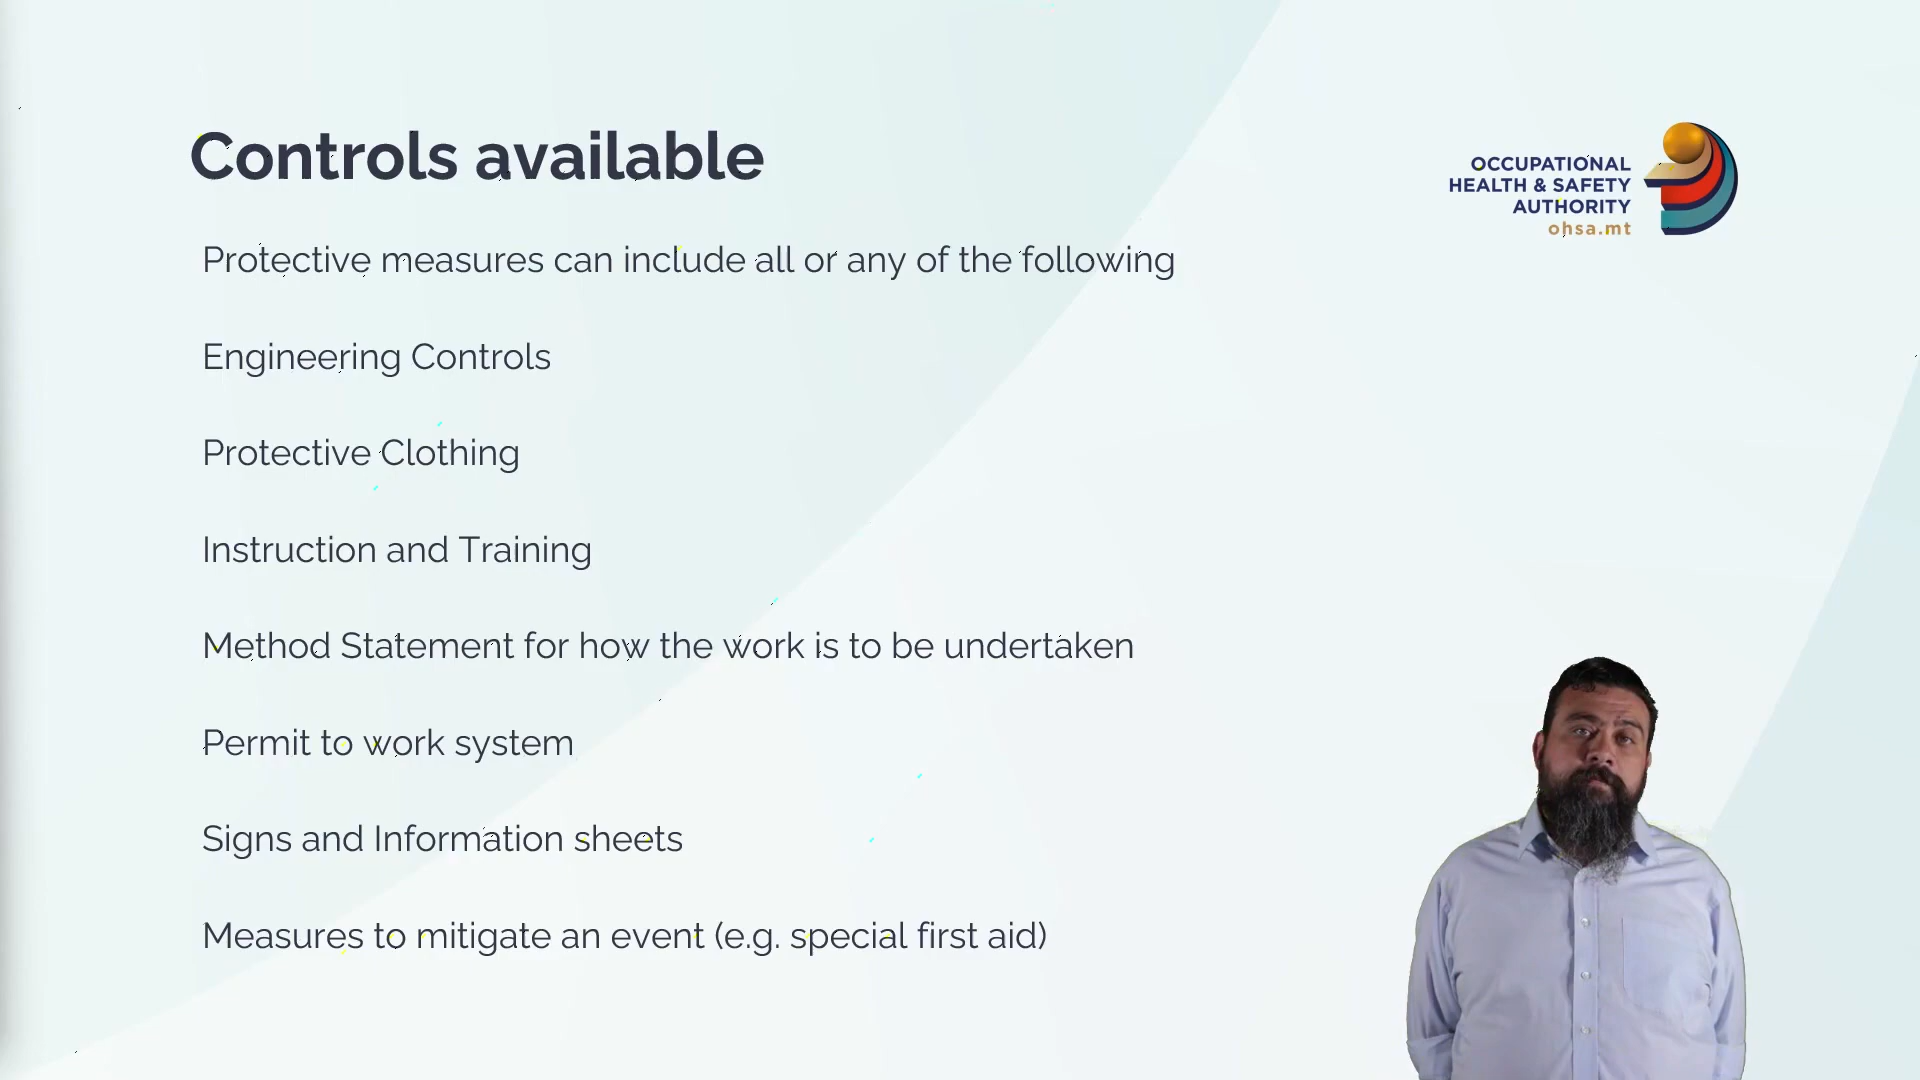 Controls available
OCCUPATIONAL
HEALTH & SAFETY
AUTHORITY
ohsa.mt
Protective measures can include all or any of the following
Engineering Controls
Protective Clothing
Instruction and Training
Method Statement for how the work is to be undertaken
Permit to work system
Signs and Information sheets
Measures to mitigate an event (e.g. special first aid)